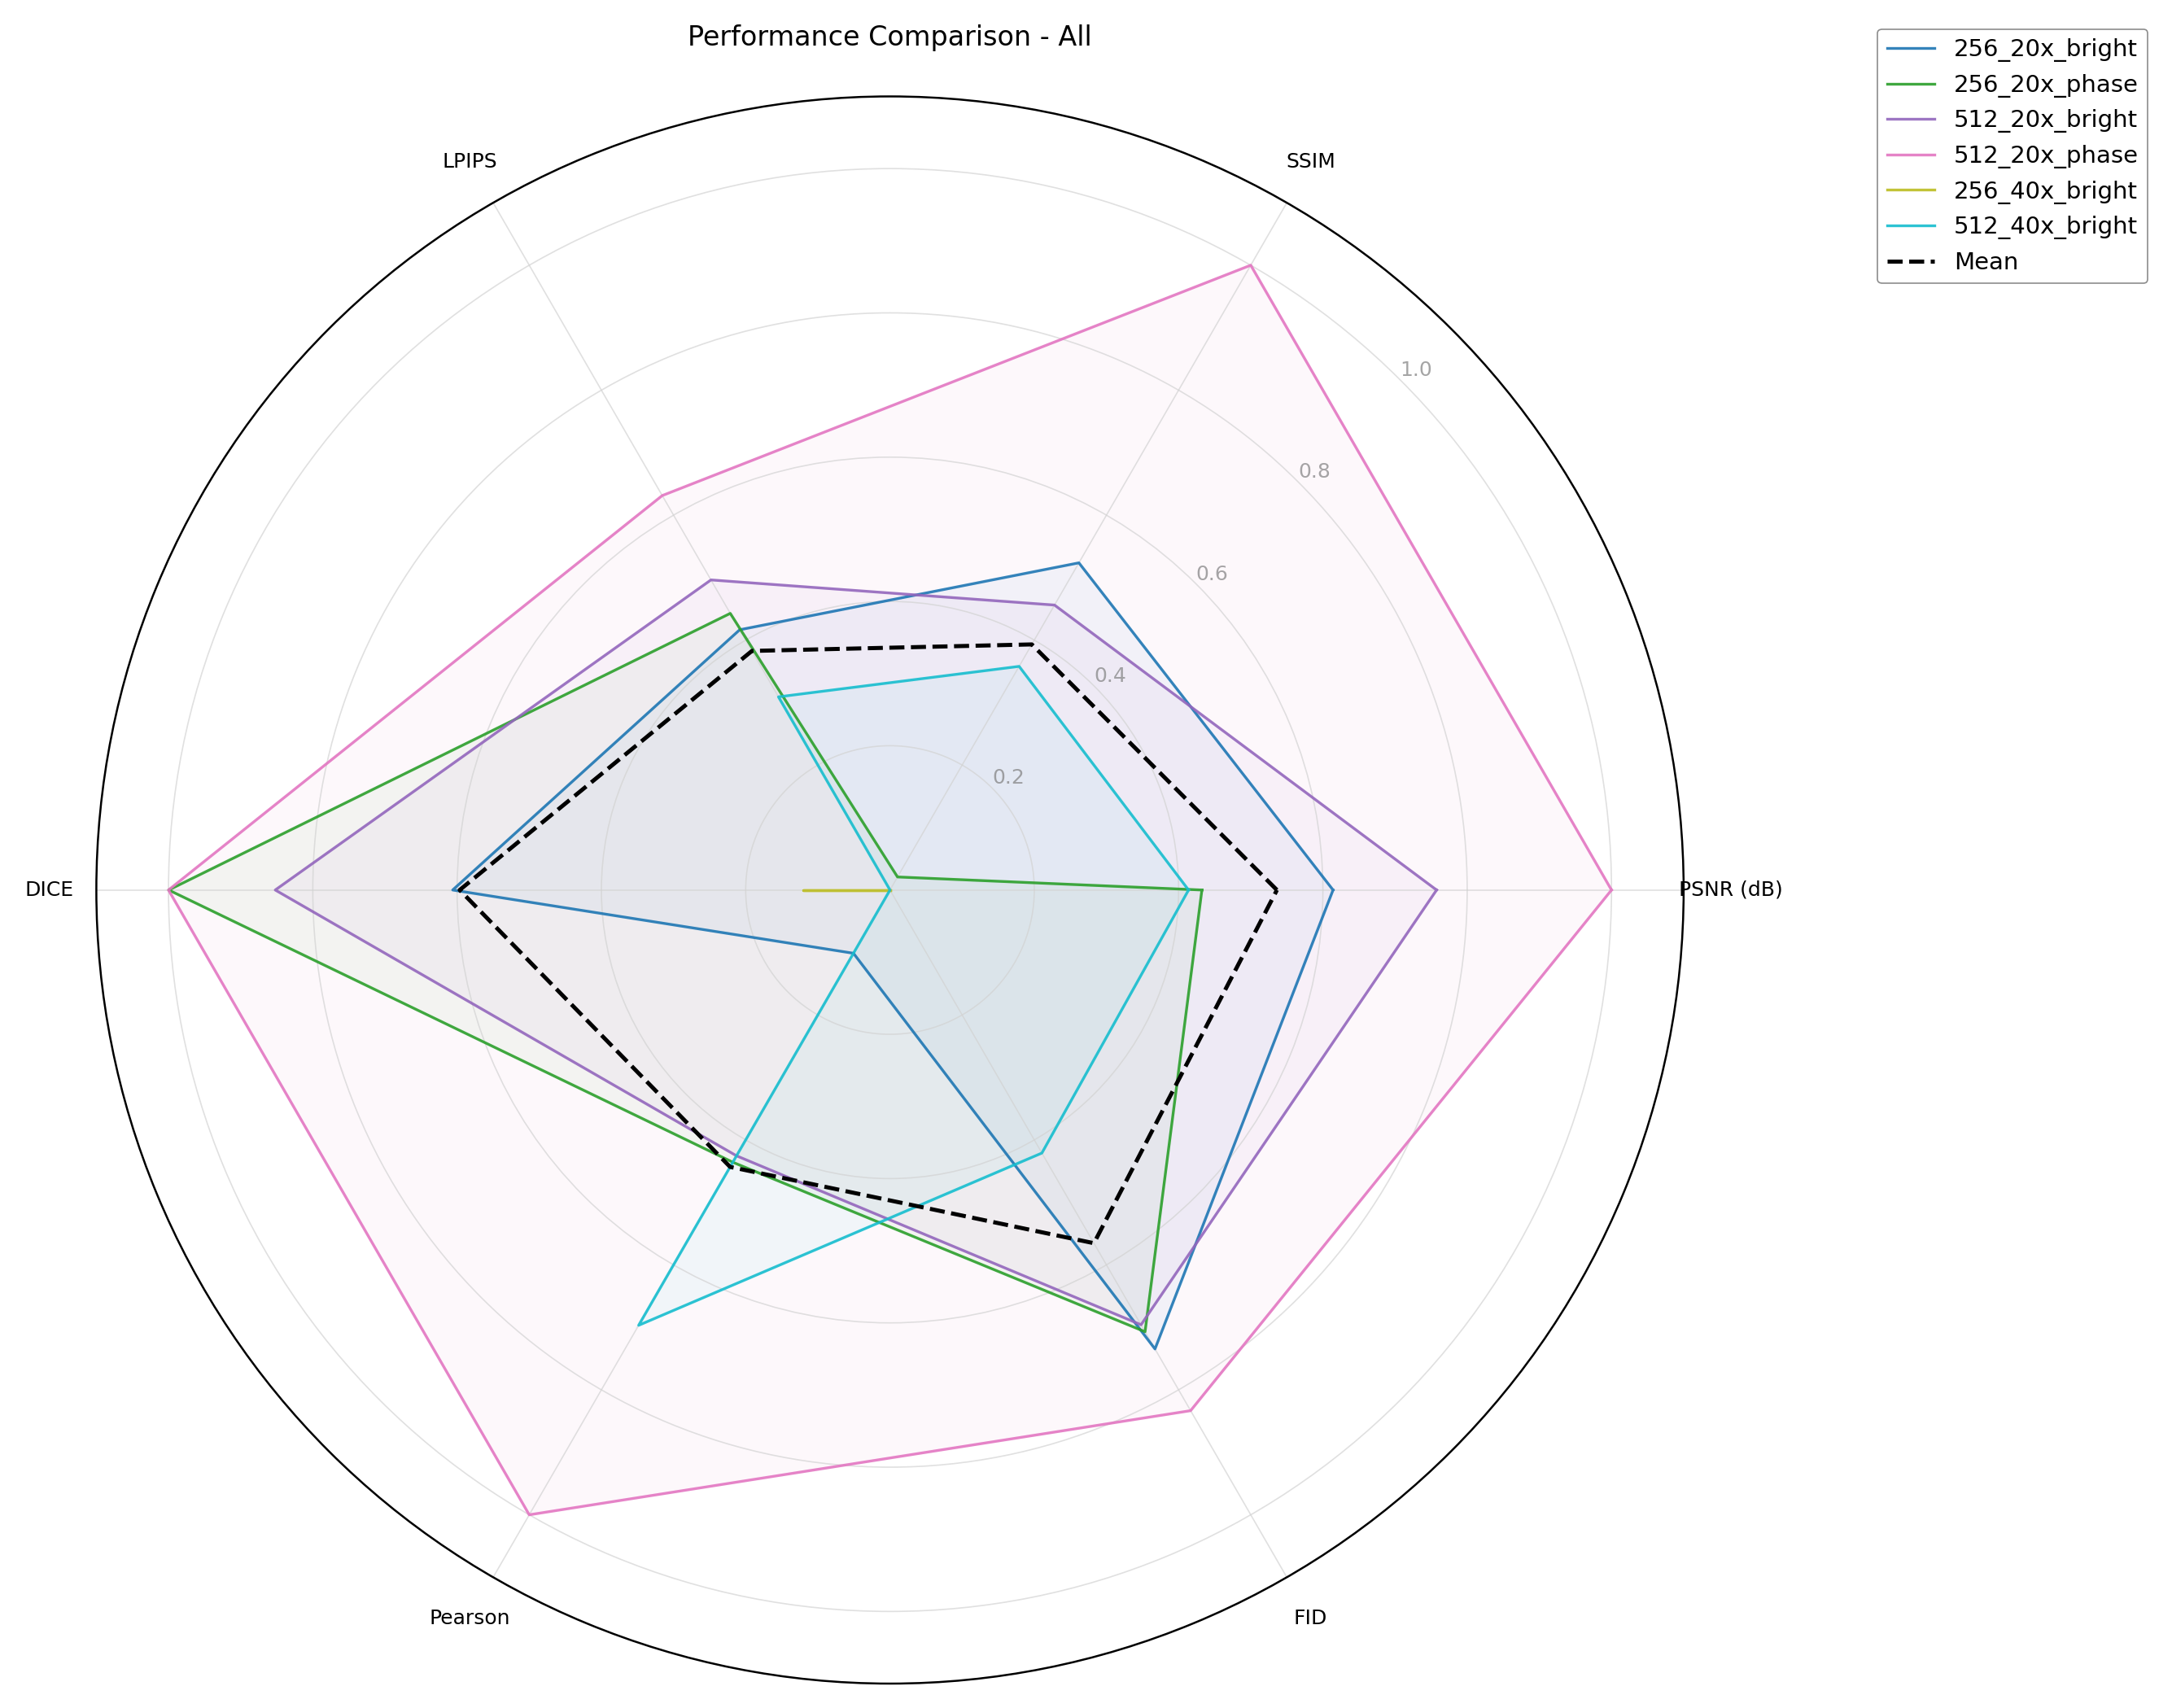 Performance Comparison - All
256_20x_bright
256_20x_phase
512_20x_bright
512_20x_phase
256_40x_bright
512_40x_bright
Mean
LPIPS
SSIM
1.0
0.8
0.6
0.4
0.2
DICE
PSNR (dB)
Pearson
FID